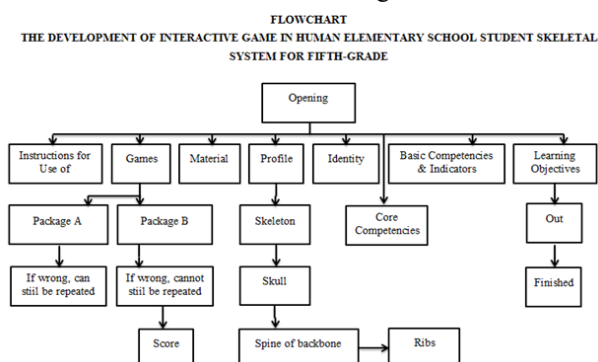 FLOWCHART
THE DEVELOPMENT OF INTERACTIVE GAME IN HUMAN ELEMENTARY SCHOOL STUDENT SKELETAL
SYSTEM FOR FIFTH-GRADE
Opening
Instructions for
Use of
Games
Material
Profile
Identity
Basic Competencies
& Indicators
Learning
Objectives
Package A
Package B
Skeleton
Core
Competencies
Out
If wrong, can
stiil be repeated
If wrong, cannot
stiil be repeated
Skull
Finished
Score
Spine of backbone
Ribs